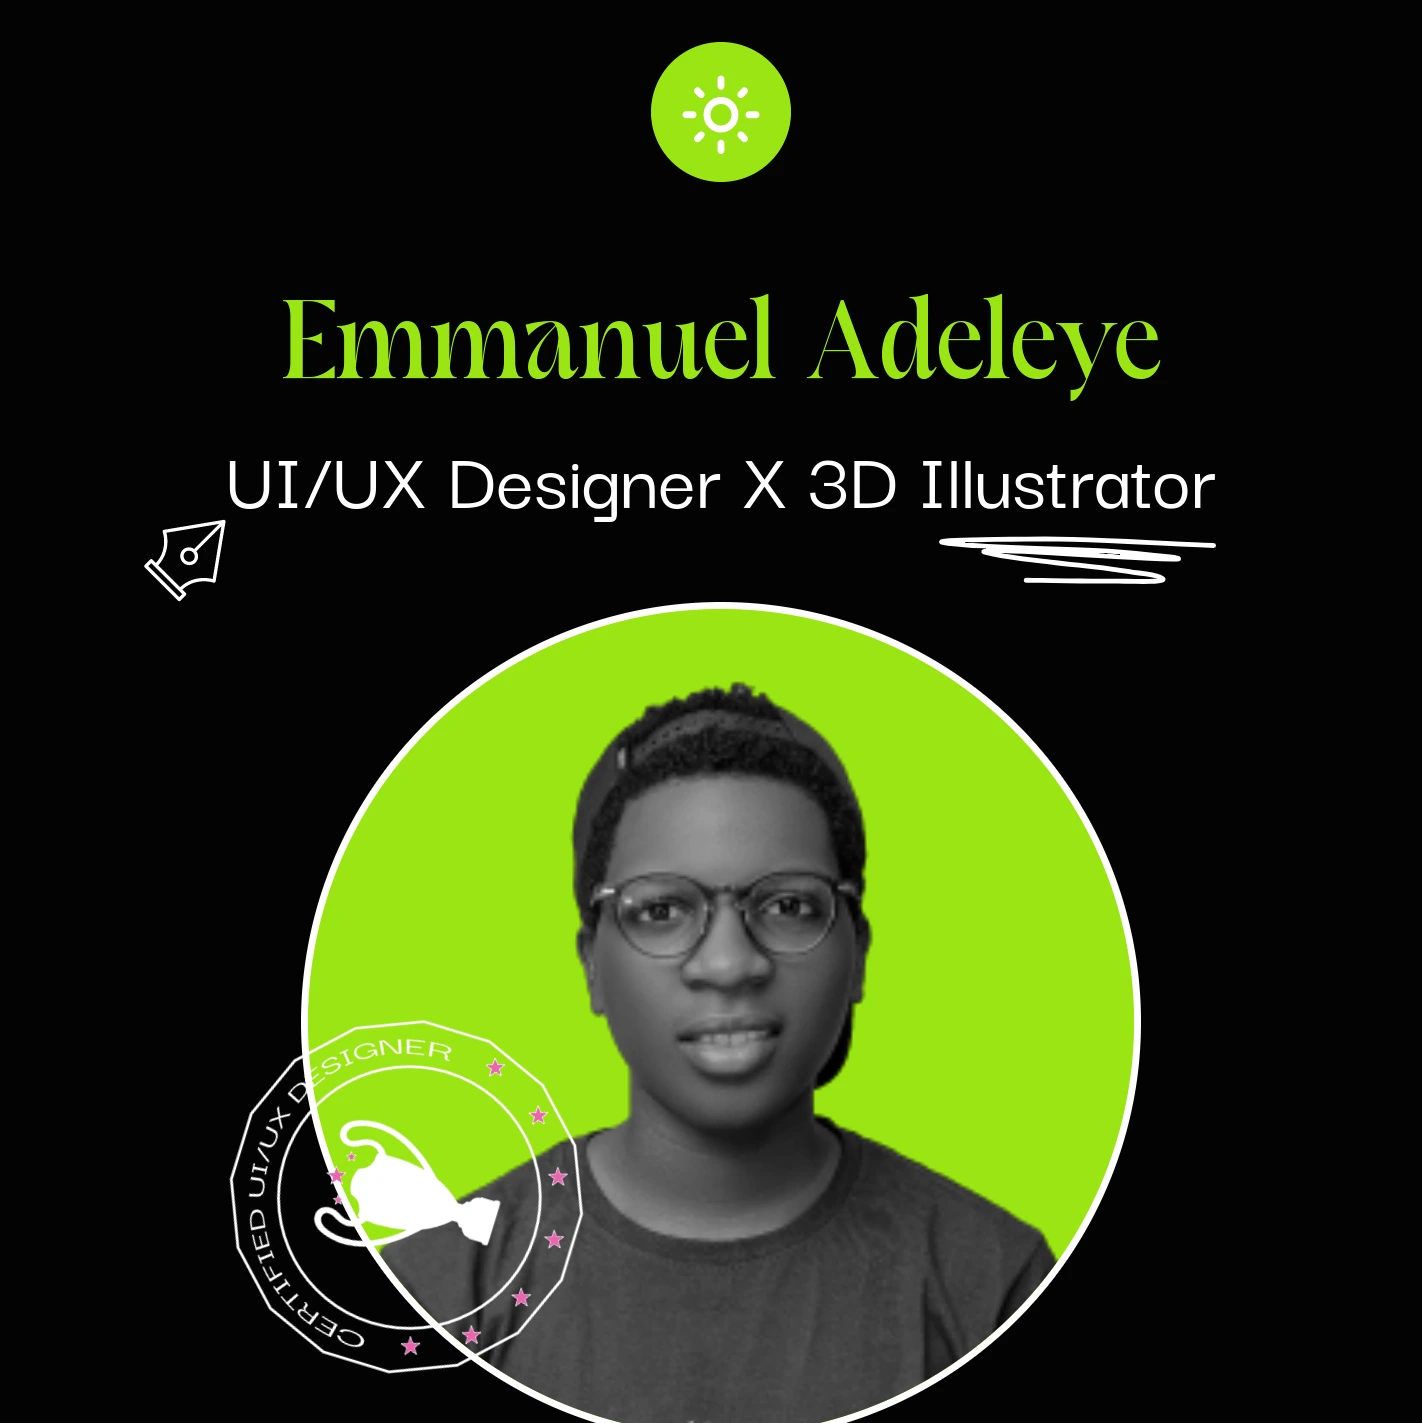 Emmanuel Adeleye
UI/UX Designer X 3D Illustrator
CERTIFIED UI/UX DESIGNER